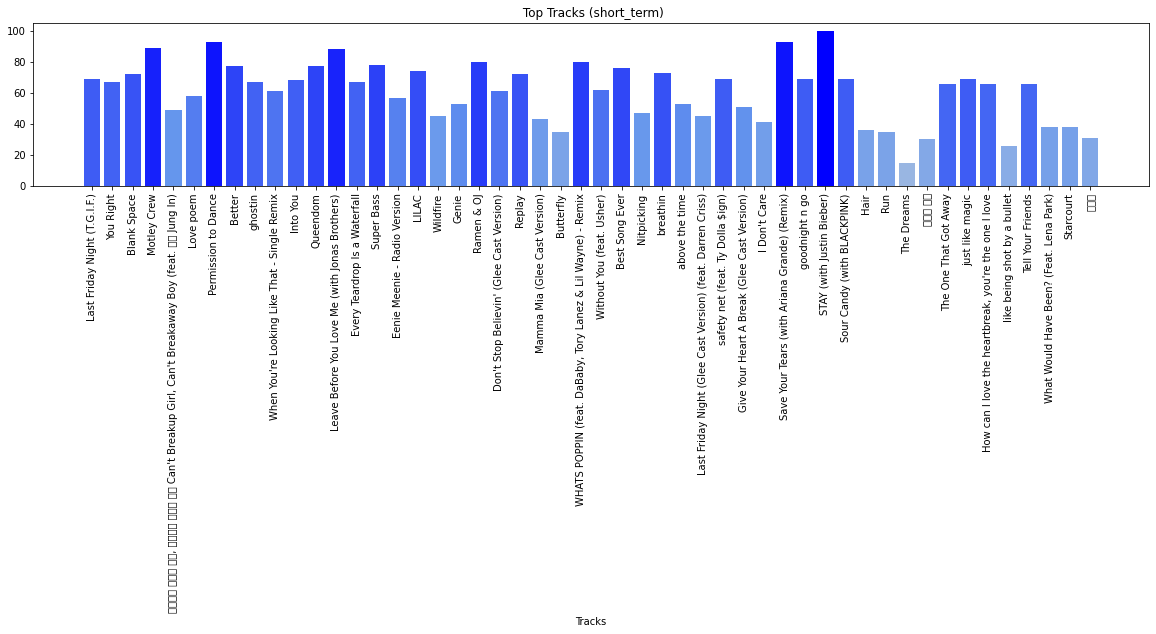 Top Tracks (short_term)
100
80
60
40
20
0
Last Friday Night (T.G.I.F.)
You Right
Blank Space
Motley Crew
Can't Breakup Girl, Can't Breakaway Boy (feat. Jung In)
Love poem
Permission to Dance
Better
ghostin
When You're Looking Like That - Single Remix
Into You
Queendom
Leave Before You Love Me (with Jonas Brothers)
Every Teardrop Is a Waterfall
Super Bass
Eenie Meenie - Radio Version
LILAC
Wildfire
Genie
Ramen & OJ
Don't Stop Believin' (Glee Cast Version)
Replay
Mamma Mia (Glee Cast Version)
Butterfly
WHATS POPPIN (feat. DaBaby, Tory Lanez & Lil Wayne) - Remix
Without You (feat. Usher)
Best Song Ever
Nitpicking
breathin
above the time
Last Friday Night (Glee Cast Version) (feat. Darren Criss)
safety net (feat. Ty Dolla $ign)
Give Your Heart A Break (Glee Cast Version)
I Don't Care
Save Your Tears (with Ariana Grande) (Remix)
goodnight n go
STAY (with Justin Bieber)
Sour Candy (with BLACKPINK)
Hair
Run
The Dreams
The One That Got Away
just like magic
How can I love the heartbreak, you're the one I love
like being shot by a bullet
Tell Your Friends
What Would Have Been? (Feat. Lena Park)
Starcourt
Tracks